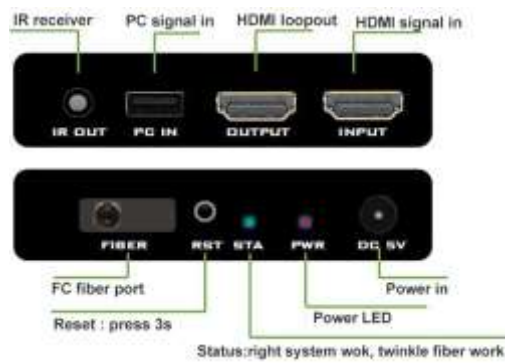 IR receiver PC signal in HDMI loopout HDMI signal in
IR OUT PC IN OUTPUT INPUT
FIBER RST STA PWR DC 5V
FC fiber port
Power in
Reset : press 3s
Power LED
Status:right system wok, twinkle fiber work